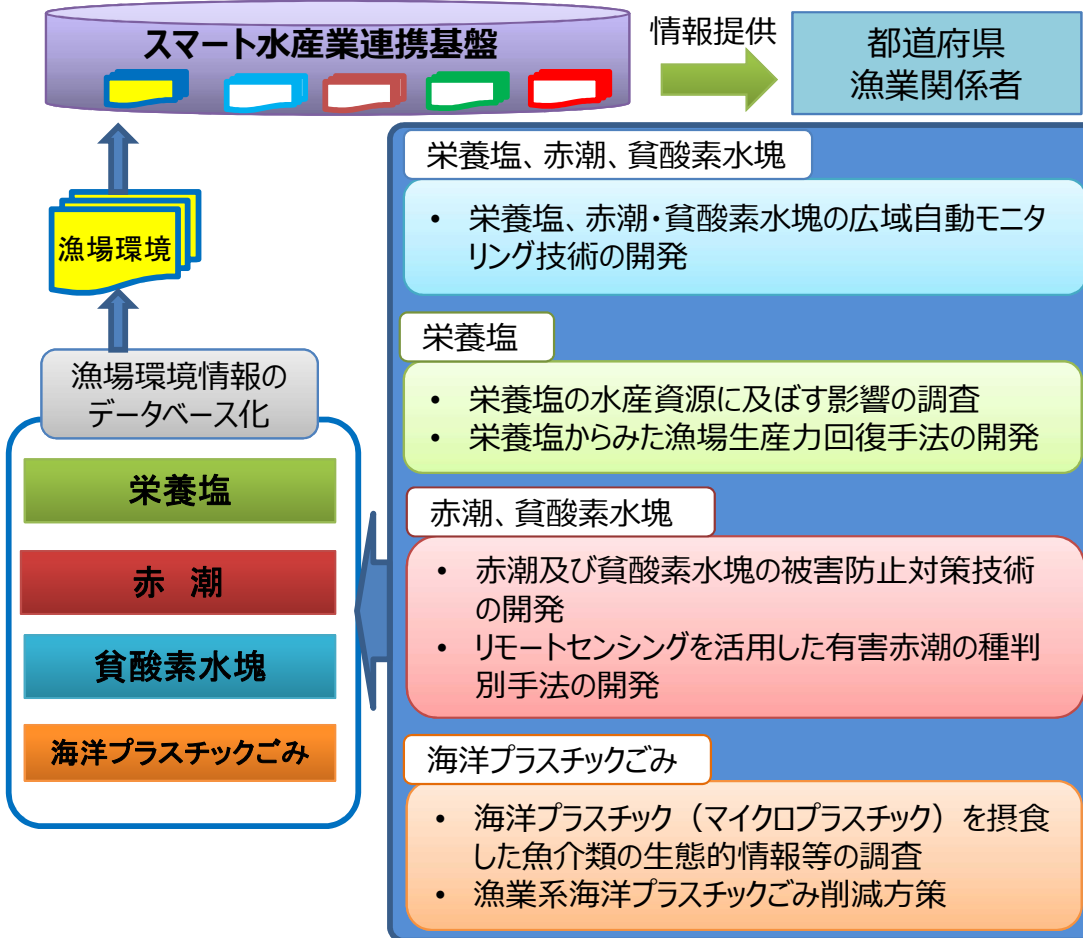 スマート水産業連携基盤
情報提供
都道府県
漁業関係者
漁場環境
漁場環境情報の
データベース化
栄養塩
赤 潮
貧酸素水塊
海洋プラスチックごみ
栄養塩、赤潮、貧酸素水塊
• 栄養塩、赤潮・貧酸素水塊の広域自動モニタ
リング技術の開発
栄養塩
• 栄養塩の水産資源に及ぼす影響の調査
• 栄養塩からみた漁場生産力回復手法の開発
赤潮、貧酸素水塊
• 赤潮及び貧酸素水塊の被害防止対策技術
の開発
• リモートセンシングを活用した有害赤潮の種判
別手法の開発
海洋プラスチックごみ
• 海洋プラスチック（マイクロプラスチック）を摂食
した魚介類の生態的情報等の調査
• 漁業系海洋プラスチックごみ削減方策